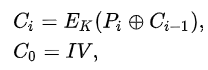 C_i = E_K(P_i ⊕ C_{i−1}),
C_0 = IV,